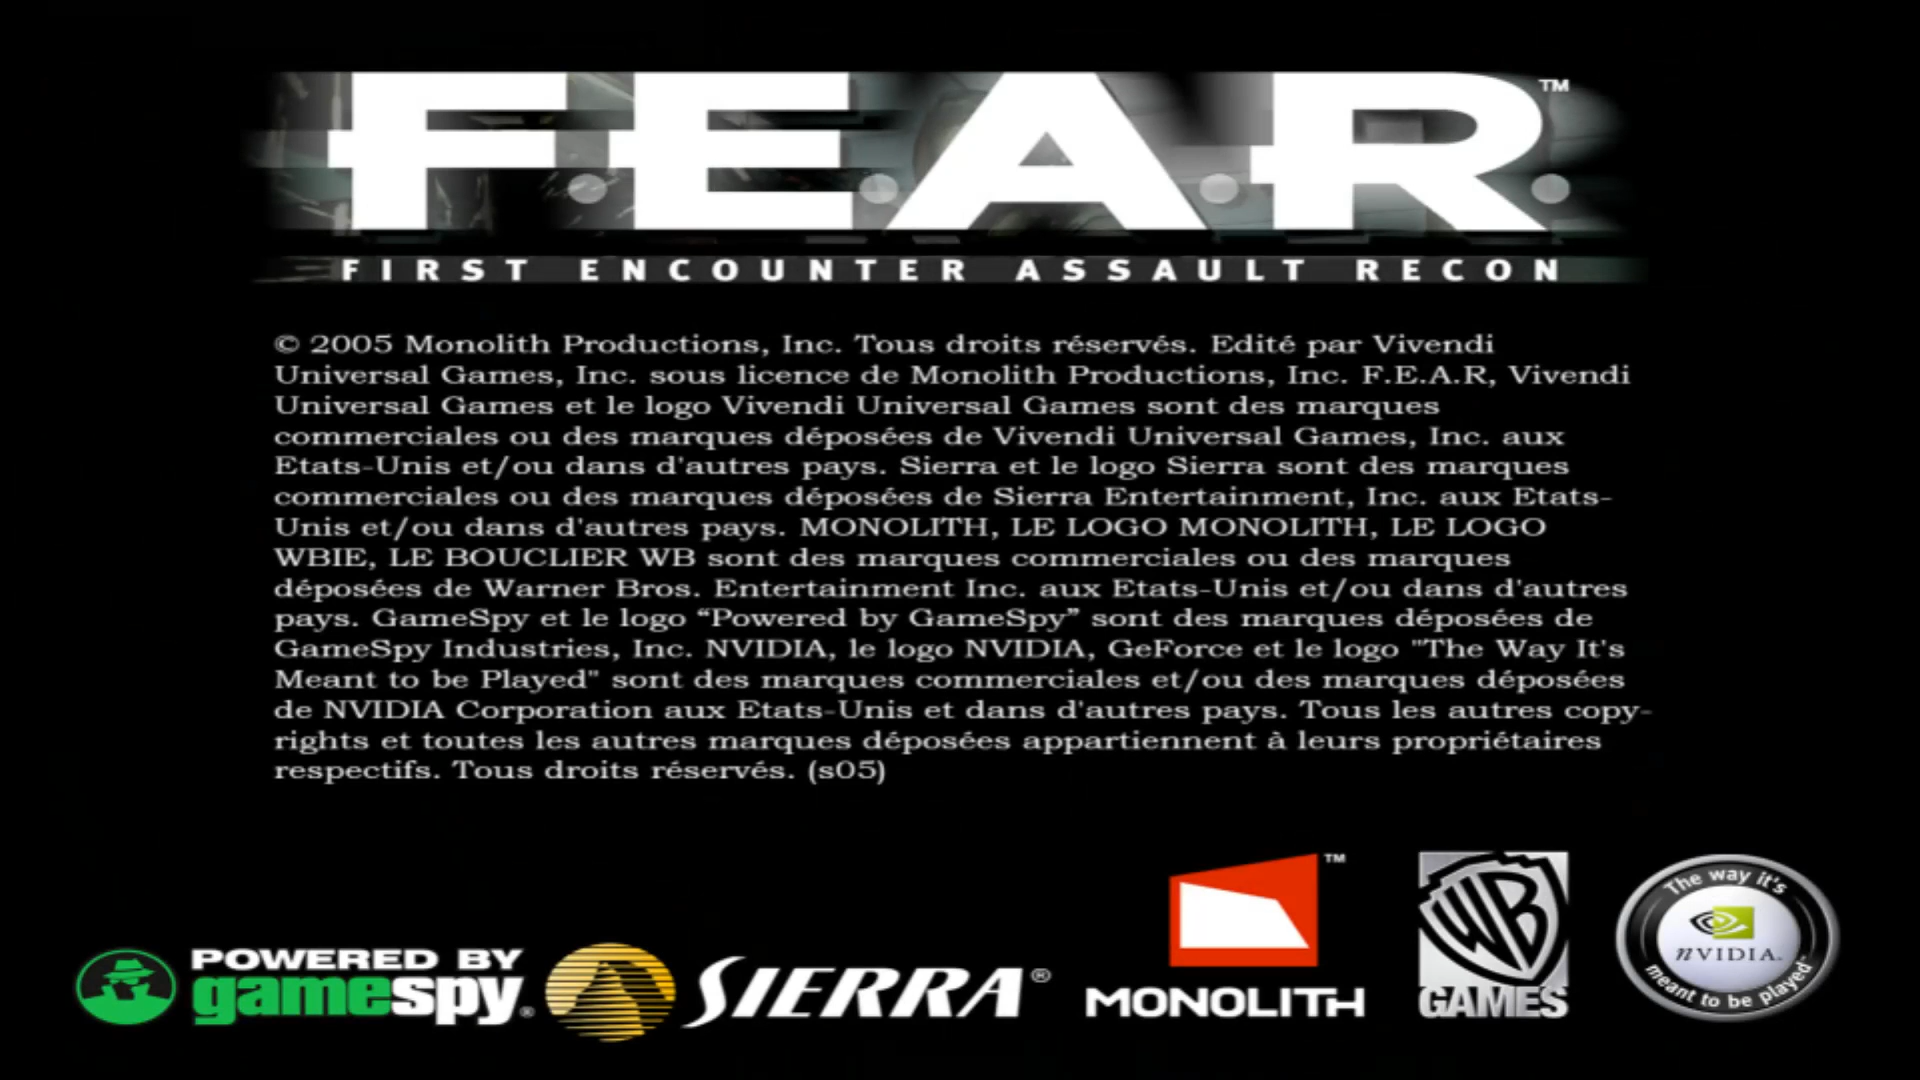 F.E.A.R.™
FIRST ENCOUNTER ASSAULT RECON
© 2005 Monolith Productions, Inc. Tous droits réservés. Edité par Vivendi
Universal Games, Inc. sous licence de Monolith Productions, Inc. F.E.A.R, Vivendi
Universal Games et le logo Vivendi Universal Games sont des marques
commerciales ou des marques déposées de Vivendi Universal Games, Inc. aux
Etats-Unis et/ou dans d'autres pays. Sierra et le logo Sierra sont des marques
commerciales ou des marques déposées de Sierra Entertainment, Inc. aux Etats-
Unis et/ou dans d'autres pays. MONOLITH, LE LOGO MONOLITH, LE LOGO
WBIE, LE BOUCLIER WB sont des marques commerciales ou des marques
déposées de Warner Bros. Entertainment Inc. aux Etats-Unis et/ou dans d'autres
pays. GameSpy et le logo “Powered by GameSpy” sont des marques déposées de
GameSpy Industries, Inc. NVIDIA, le logo NVIDIA, GeForce et le logo "The Way It's
Meant to be Played" sont des marques commerciales et/ou des marques déposées
de NVIDIA Corporation aux Etats-Unis et dans d'autres pays. Tous les autres copy-
rights et toutes les autres marques déposées appartiennent à leurs propriétaires
respectifs. Tous droits réservés. (s05)
POWERED BY
gamespy®
SIERRA®
MONOLITH™
WB
GAMES
The way it's
nVIDIA™
meant to be played™